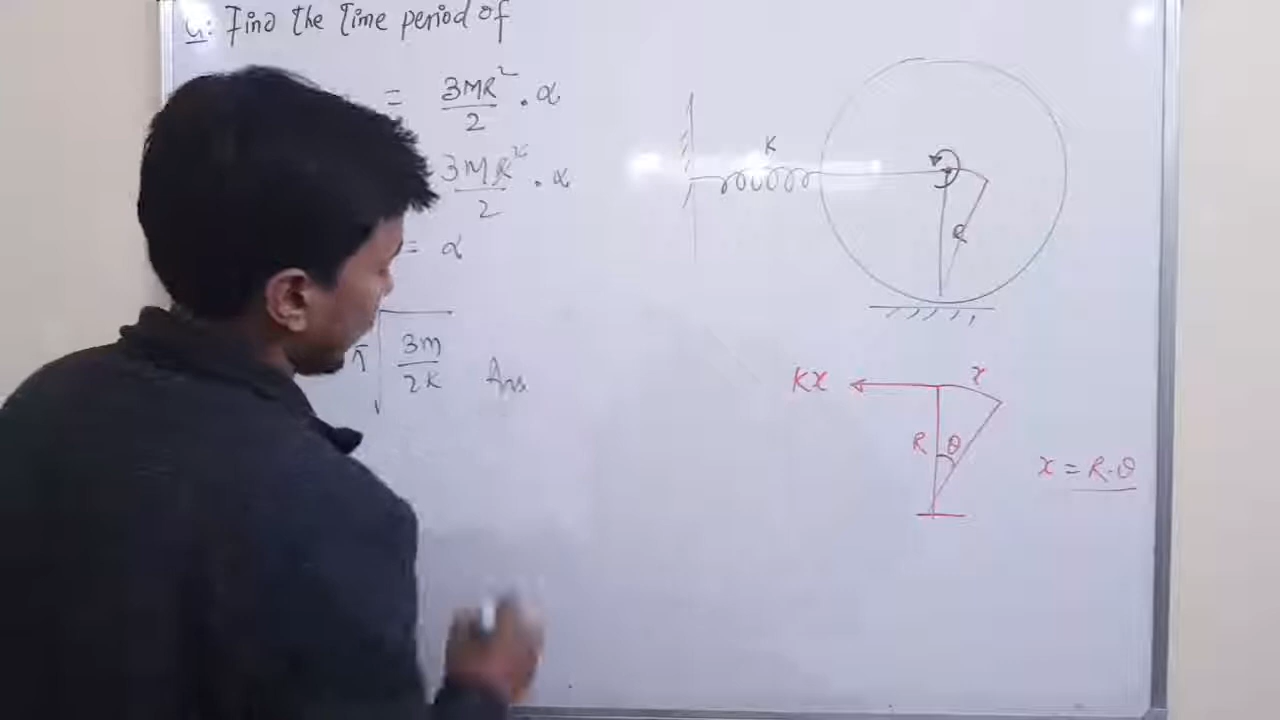 Q: Find the Time period of
= 3MR² / 2 . α
3MR² / 2 . α
= α
π √ 3m / 2K Ans
K
R
Kx
x
R θ
x = R.θ